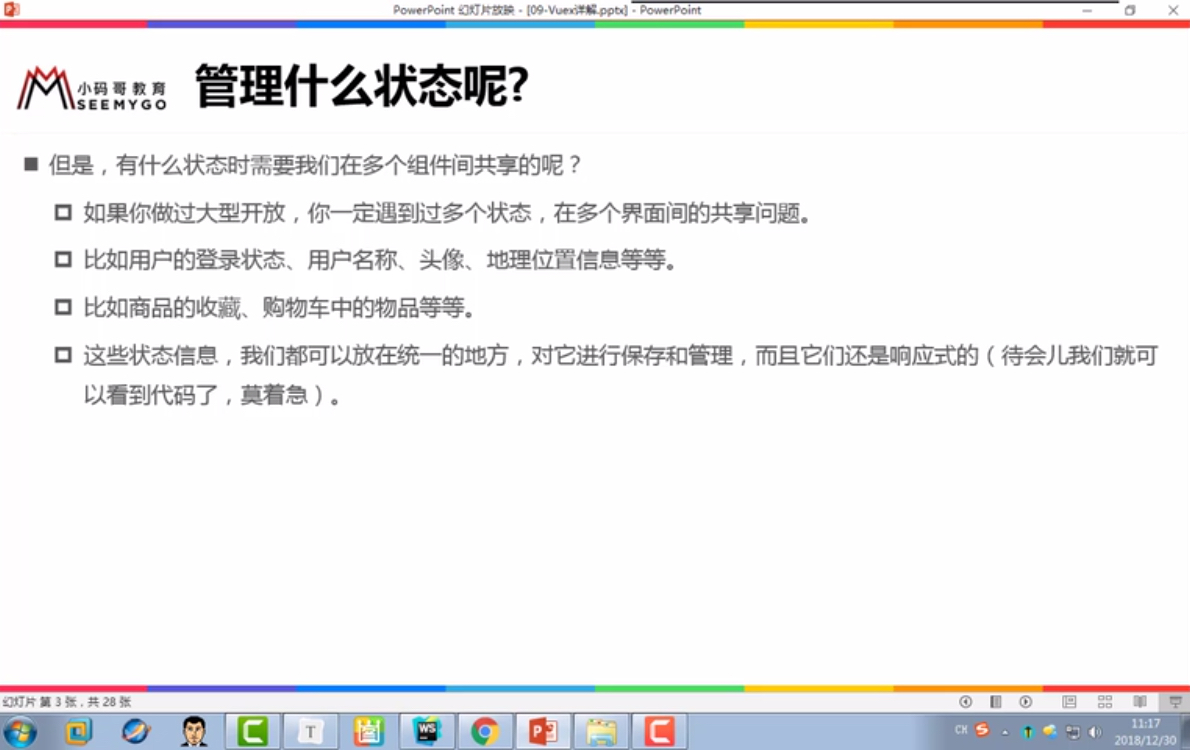 PowerPoint 幻灯片放映 - [09-Vuex详解.pptx] - PowerPoint
小码哥教育
SEEMYGO
管理什么状态呢?
但是，有什么状态时需要我们在多个组件间共享的呢？
如果你做过大型开放，你一定遇到过多个状态，在多个界面间的共享问题。
比如用户的登录状态、用户名称、头像、地理位置信息等等。
比如商品的收藏、购物车中的物品等等。
这些状态信息，我们都可以放在统一的地方，对它进行保存和管理，而且它们还是响应式的（待会儿我们就可
以看到代码了，莫着急）。
幻灯片 第 3 张，共 28 张
T
WS
CH
11:17
2018/12/30